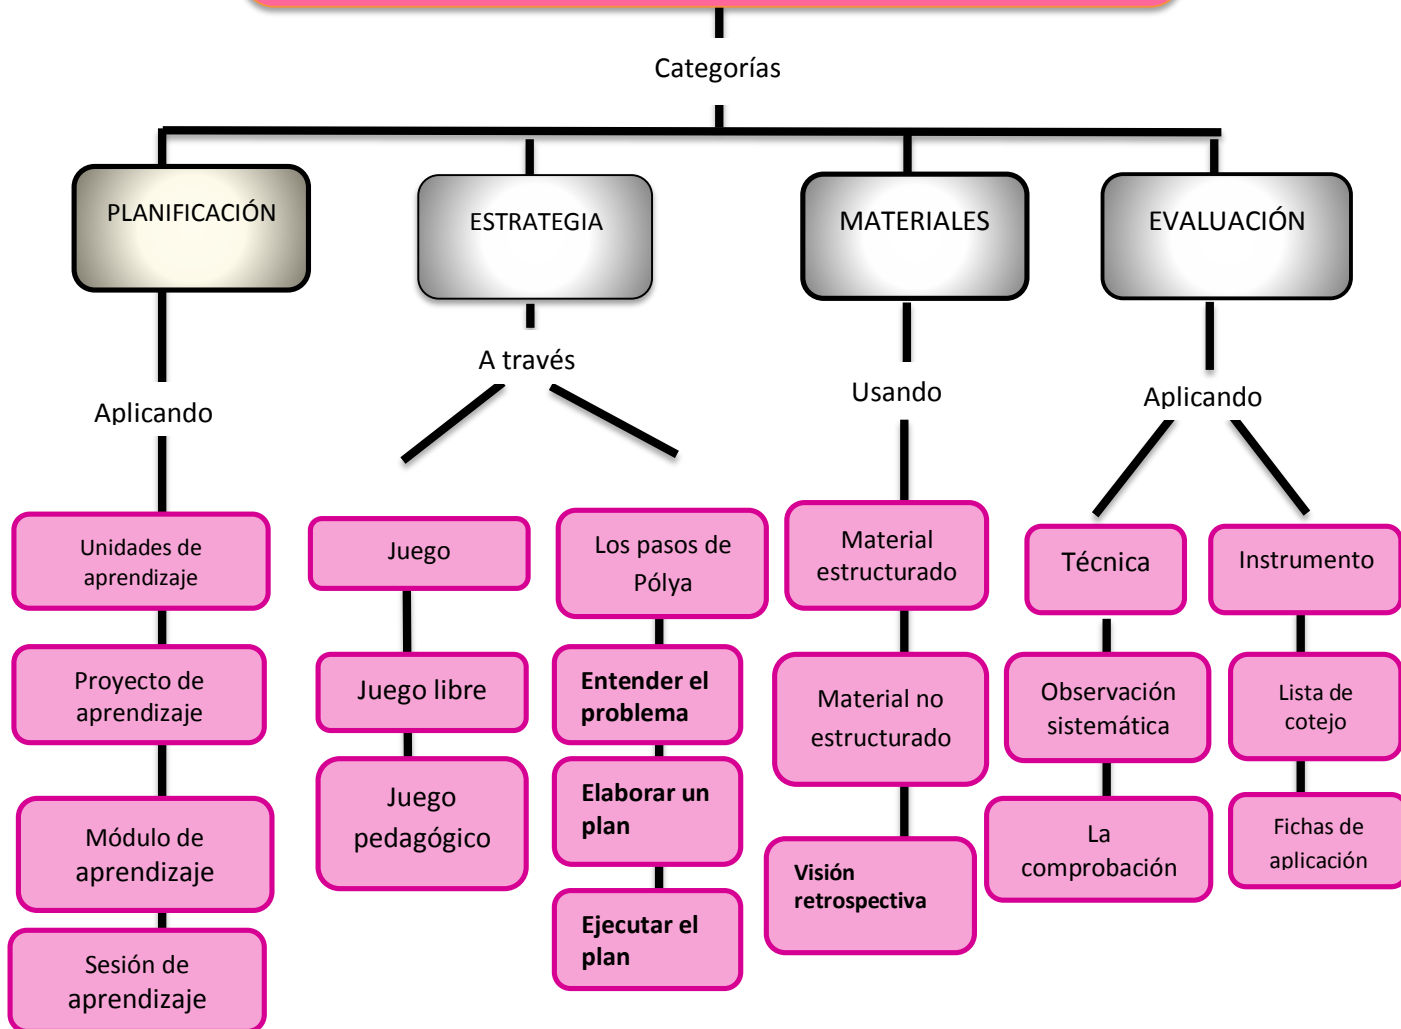 Categorías
PLANIFICACIÓN
ESTRATEGIA
MATERIALES
EVALUACIÓN
A través
Usando
Aplicando
Aplicando
Unidades de
aprendizaje
Proyecto de
aprendizaje
Módulo de
aprendizaje
Sesión de
aprendizaje
Juego
Juego libre
Juego
pedagógico
Los pasos de
Pólya
Entender el
problema
Elaborar un
plan
Ejecutar el
plan
Material
estructurado
Material no
estructurado
Visión
retrospectiva
Técnica
Observación
sistemática
La
comprobación
Instrumento
Lista de
cotejo
Fichas de
aplicación